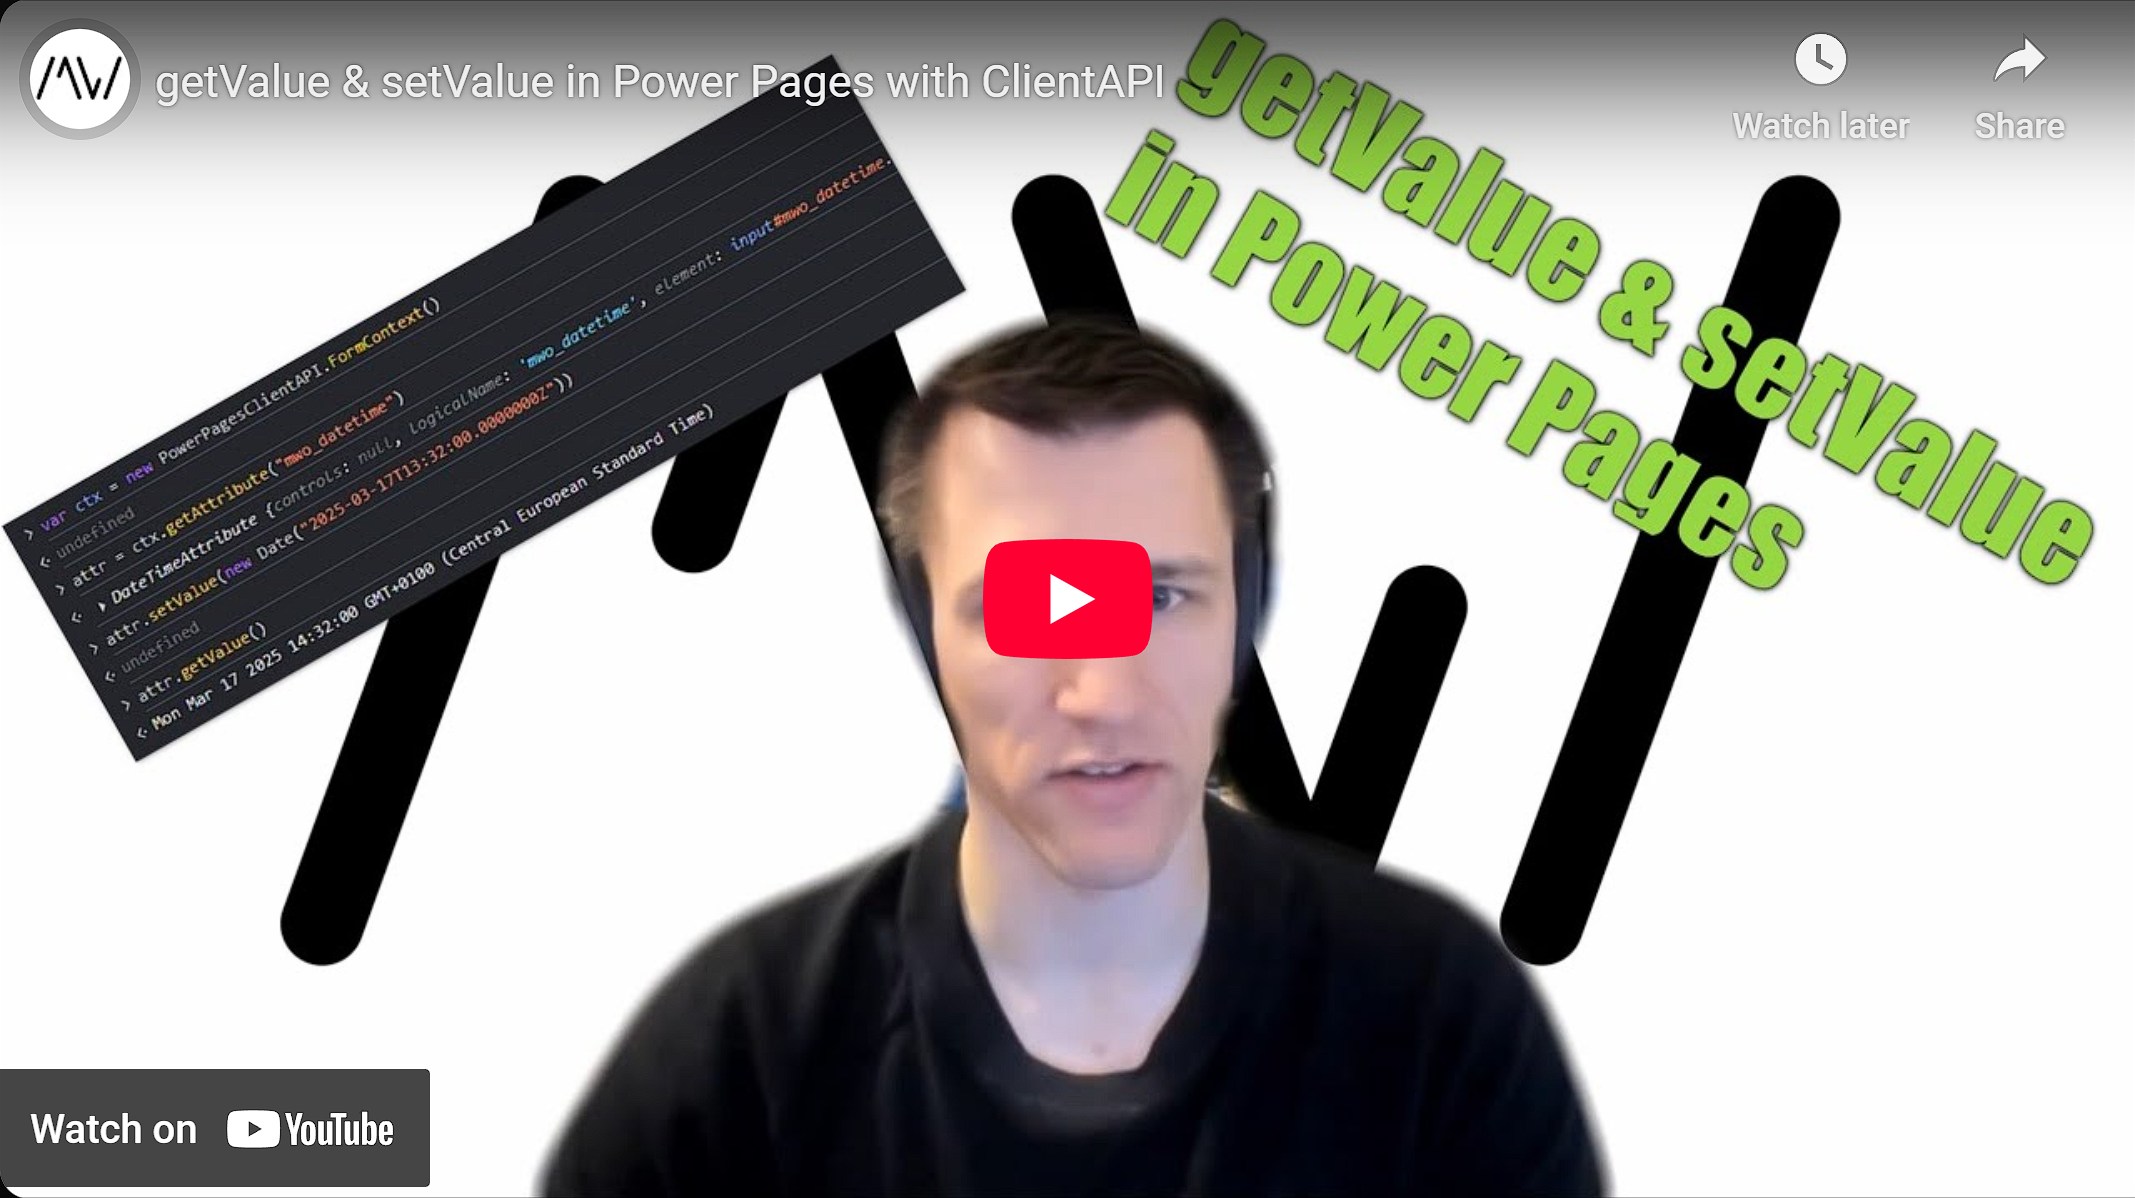 getValue & setValue in Power Pages with ClientAPI
Watch later
Share
getValue & setValue
in Power Pages
> var ctx = new PowerPagesClientAPI.FormContext()
<· undefined
> attr = ctx.getAttribute("mwo_datetime")
<· ▸ DateTimeAttribute {controls: null, logicalName: 'mwo_datetime', element: input#mwo_datetime.
> attr.setValue(new Date("2025-03-17T13:32:00.0000000Z"))
<· undefined
> attr.getValue()
<· Mon Mar 17 2025 14:32:00 GMT+0100 (Central European Standard Time)
Watch on YouTube